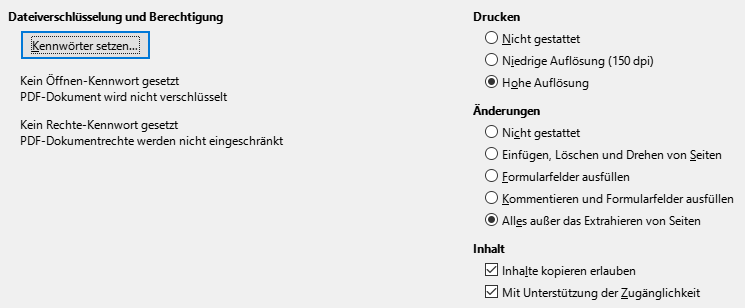 Dateiverschlüsselung und Berechtigung
Kennwörter setzen...
Kein Öffnen-Kennwort gesetzt
PDF-Dokument wird nicht verschlüsselt
Kein Rechte-Kennwort gesetzt
PDF-Dokumentrechte werden nicht eingeschränkt
Drucken
Nicht gestattet
Niedrige Auflösung (150 dpi)
Hohe Auflösung
Änderungen
Nicht gestattet
Einfügen, Löschen und Drehen von Seiten
Formularfelder ausfüllen
Kommentieren und Formularfelder ausfüllen
Alles außer das Extrahieren von Seiten
Inhalt
Inhalte kopieren erlauben
Mit Unterstützung der Zugänglichkeit